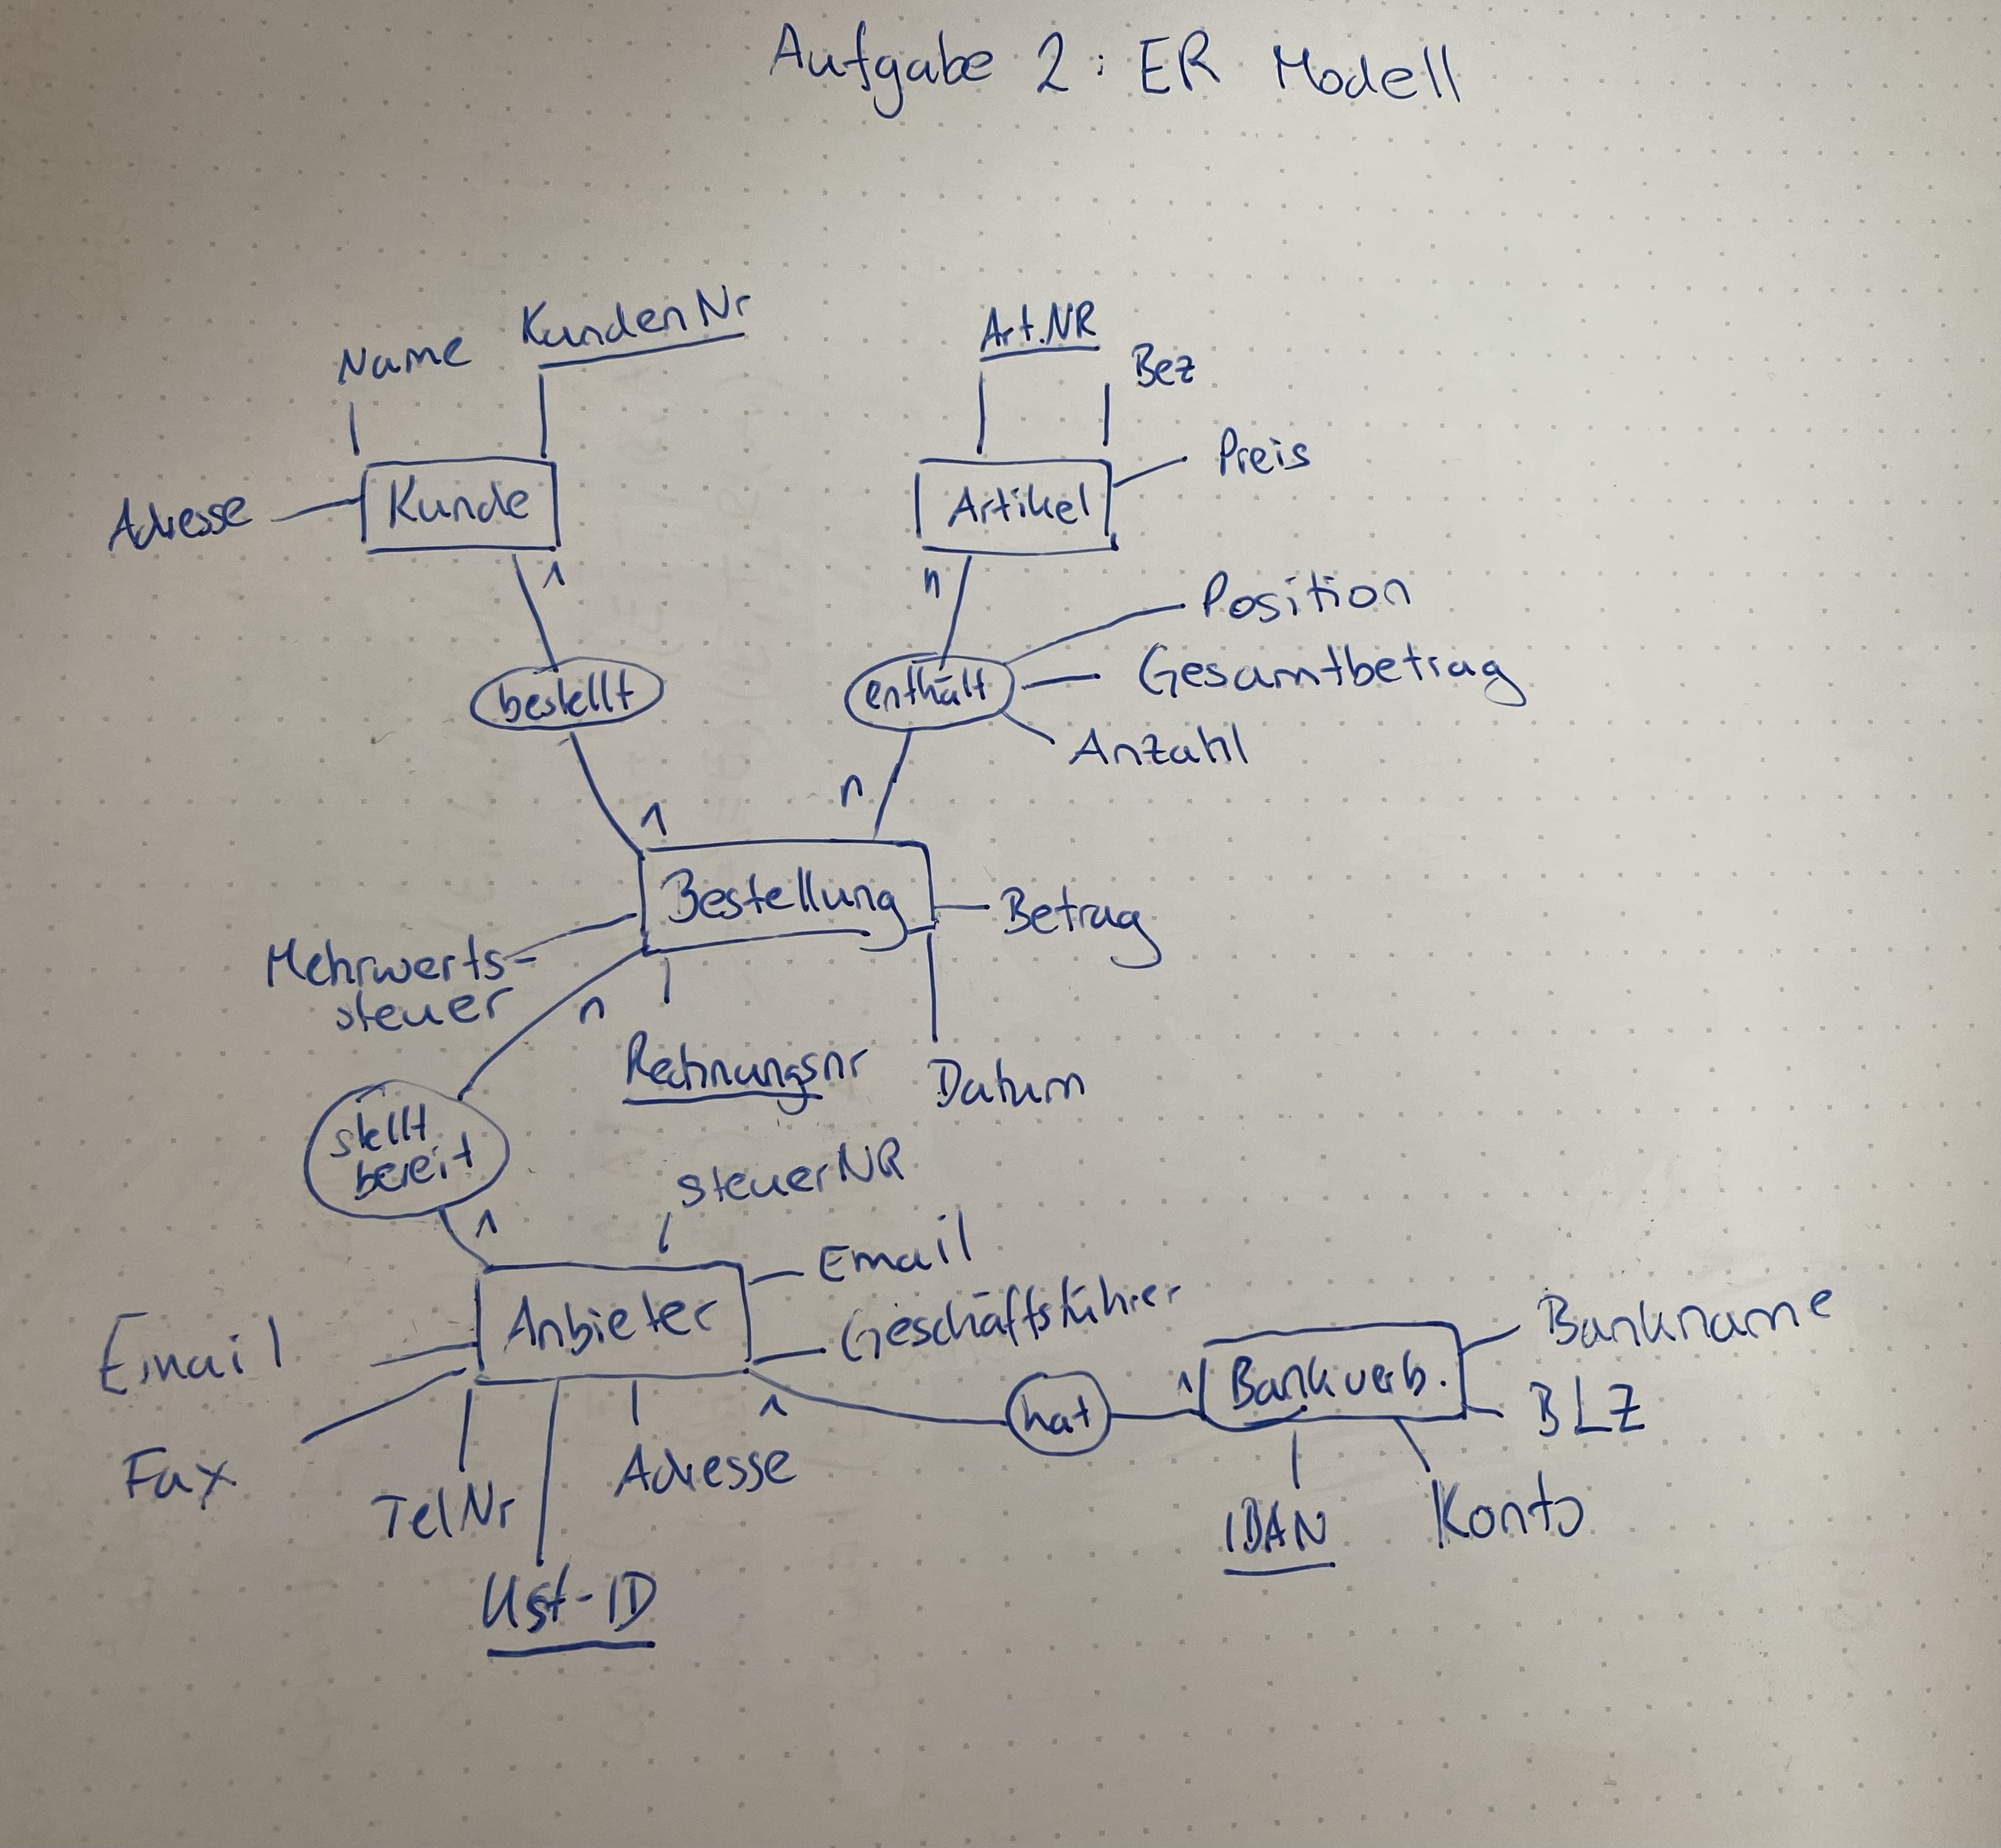 Aufgabe 2: ER Modell
Name
KundenNr
Art.NR
Bez
Preis
Adresse
Kunde
Artikel
1
n
Position
bestellt
enthält
Gesamtbetrag
Anzahl
1
n
Bestellung
Betrag
Mehrwerts-
steuer
n
Rechnungsnr
Datum
stellt
bereit
steuerNR
1
Email
Anbieter
Geschäftsführer
Email
Bankname
1
hat
1
Bankverb.
BLZ
Fax
TelNr
Adresse
IBAN
Konto
Ust-ID